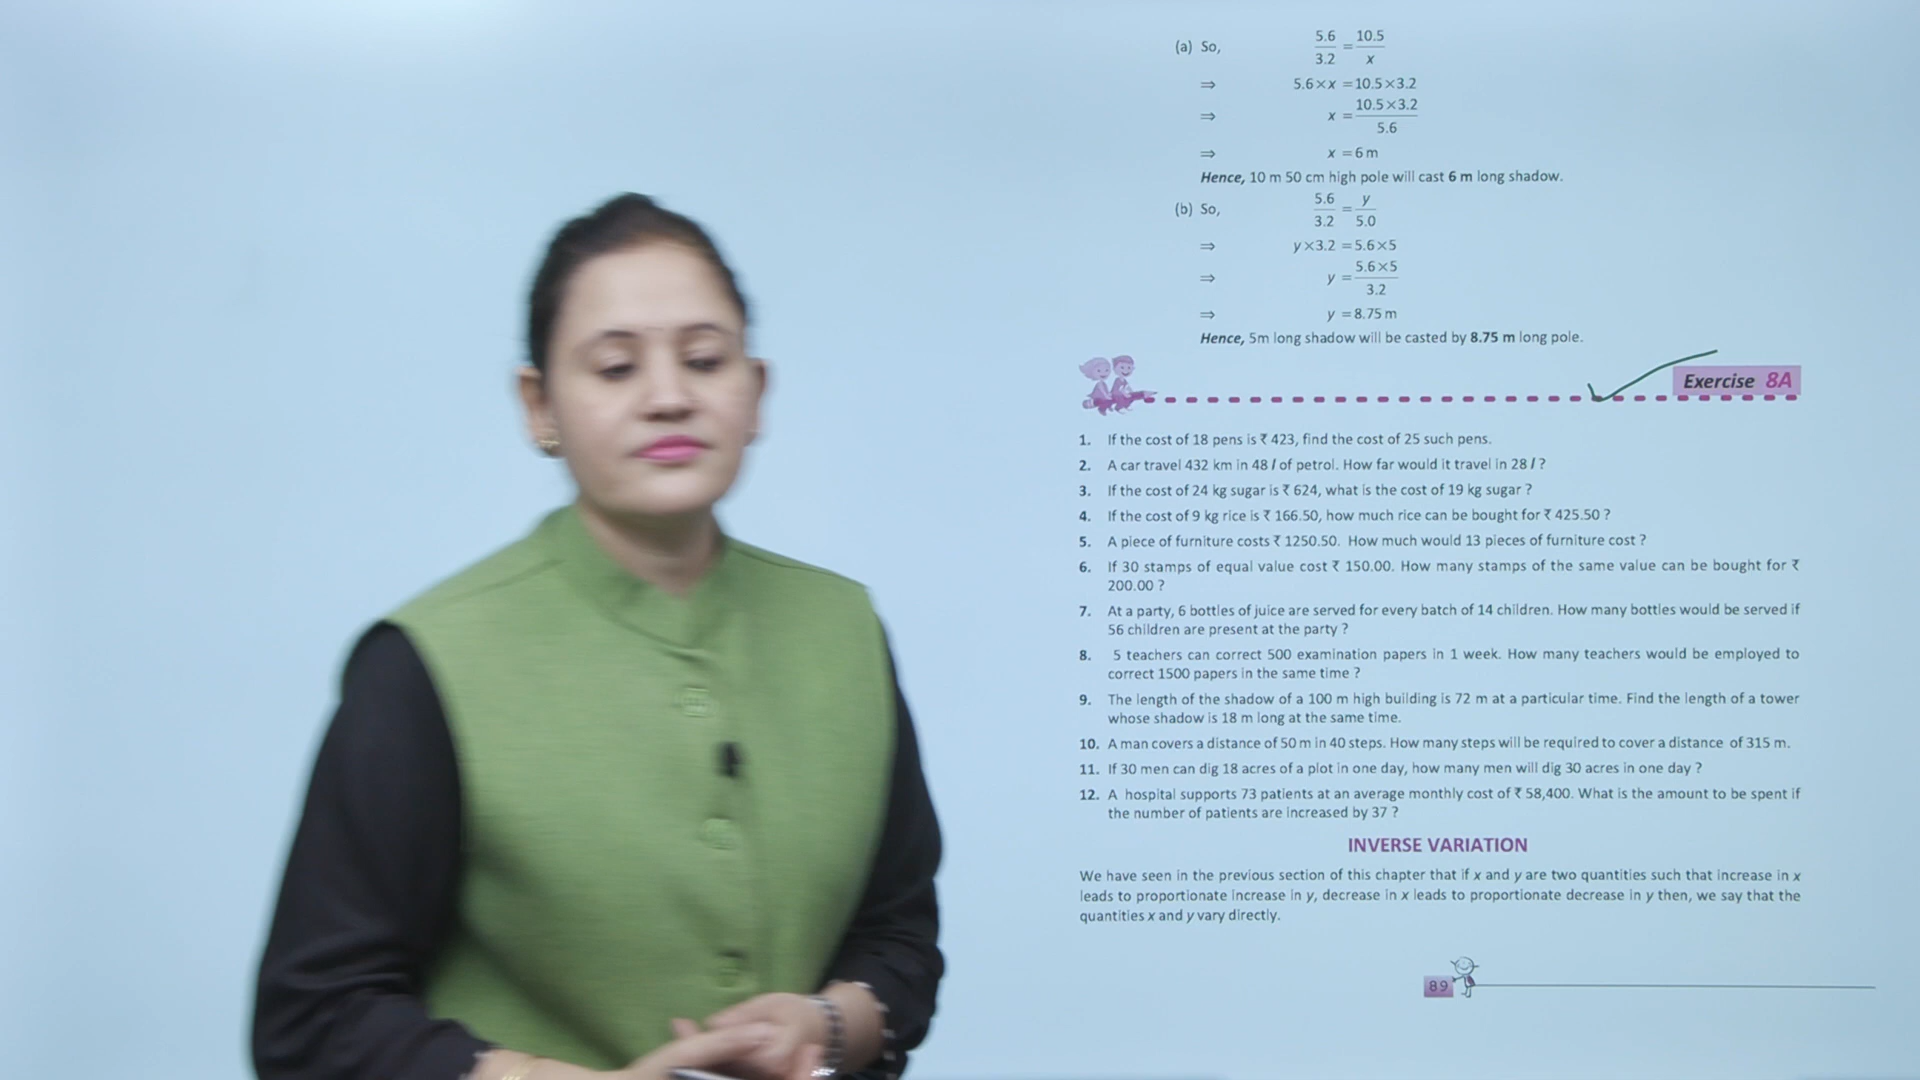 (a) So, 5.6/3.2 = 10.5/x
⇒ 5.6×x = 10.5×3.2
⇒ x = 10.5×3.2/5.6
⇒ x = 6 m
Hence, 10 m 50 cm high pole will cast 6 m long shadow.
(b) So, 5.6/3.2 = y/5.0
⇒ y×3.2 = 5.6×5
⇒ y = 5.6×5/3.2
⇒ y = 8.75 m
Hence, 5m long shadow will be casted by 8.75 m long pole.
Exercise 8A
1. If the cost of 18 pens is ₹ 423, find the cost of 25 such pens.
2. A car travel 432 km in 48 l of petrol. How far would it travel in 28 l ?
3. If the cost of 24 kg sugar is ₹ 624, what is the cost of 19 kg sugar ?
4. If the cost of 9 kg rice is ₹ 166.50, how much rice can be bought for ₹ 425.50 ?
5. A piece of furniture costs ₹ 1250.50. How much would 13 pieces of furniture cost ?
6. If 30 stamps of equal value cost ₹ 150.00. How many stamps of the same value can be bought for ₹
200.00 ?
7. At a party, 6 bottles of juice are served for every batch of 14 children. How many bottles would be served if
56 children are present at the party ?
8. 5 teachers can correct 500 examination papers in 1 week. How many teachers would be employed to
correct 1500 papers in the same time ?
9. The length of the shadow of a 100 m high building is 72 m at a particular time. Find the length of a tower
whose shadow is 18 m long at the same time.
10. A man covers a distance of 50 m in 40 steps. How many steps will be required to cover a distance of 315 m.
11. If 30 men can dig 18 acres of a plot in one day, how many men will dig 30 acres in one day ?
12. A hospital supports 73 patients at an average monthly cost of ₹ 58,400. What is the amount to be spent if
the number of patients are increased by 37 ?
INVERSE VARIATION
We have seen in the previous section of this chapter that if x and y are two quantities such that increase in x
leads to proportionate increase in y, decrease in x leads to proportionate decrease in y then, we say that the
quantities x and y vary directly.
89